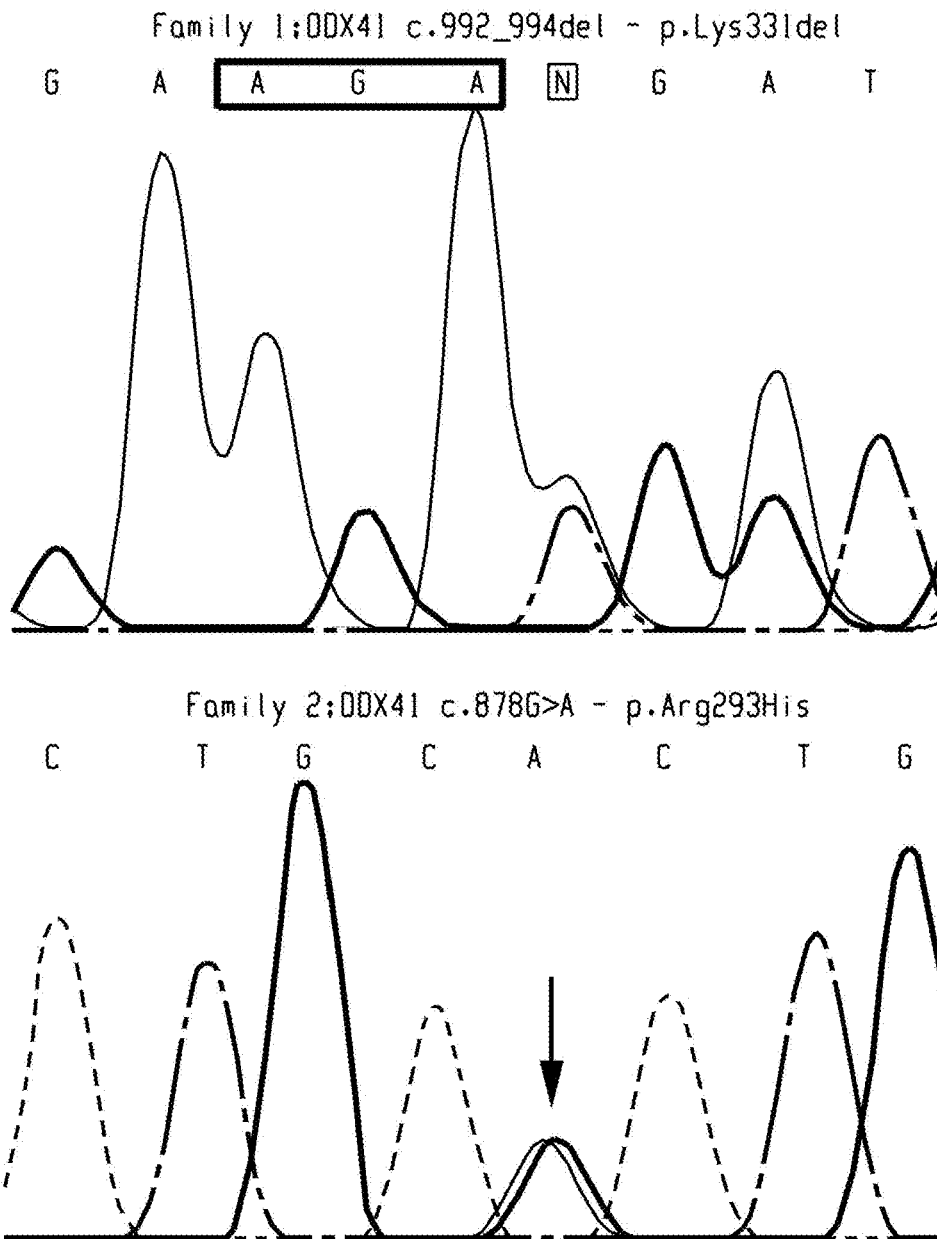 Family 1:DDX41 c.992_994del - p.Lys331del
G A A G A N G A T
Family 2:DDX41 c.878G>A - p.Arg293His
C T G C A C T G